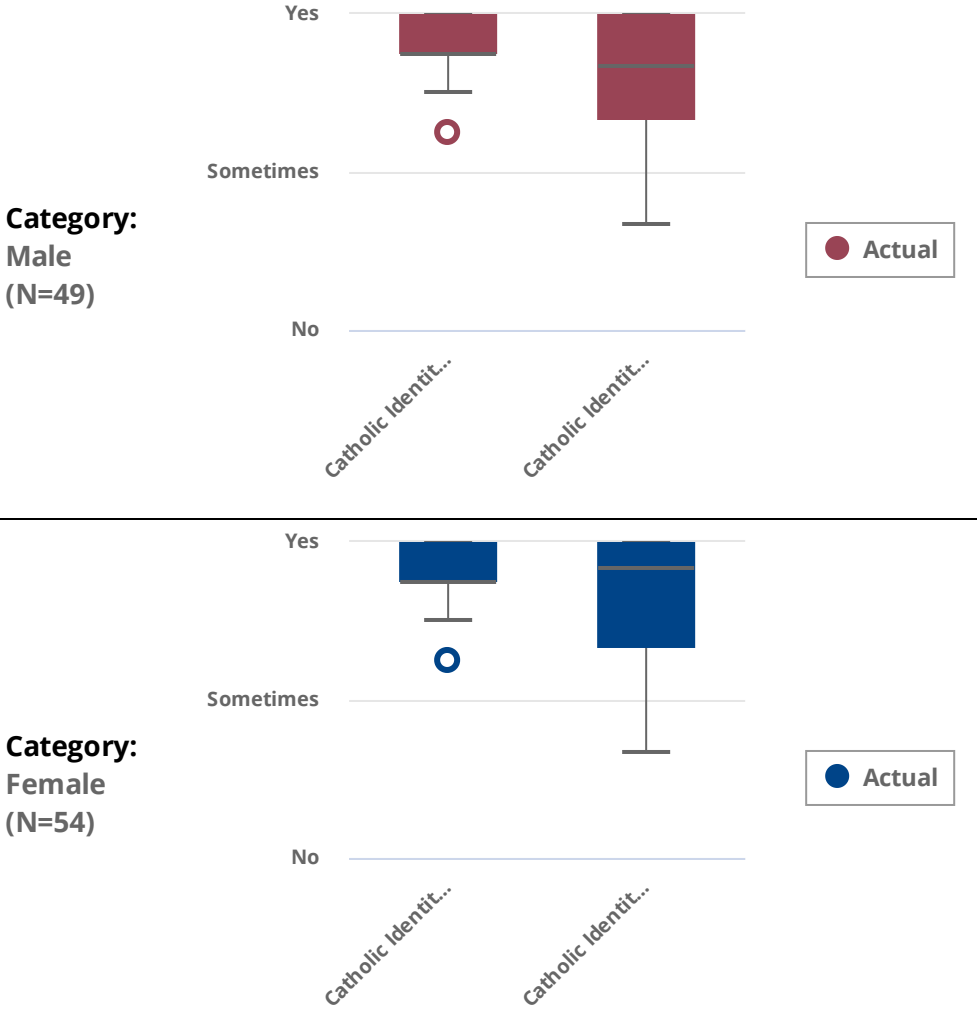 Yes
Sometimes
Category:
Male
(N=49)
Actual
No
Catholic Identit...
Catholic Identit...
Yes
Sometimes
Category:
Female
(N=54)
Actual
No
Catholic Identit...
Catholic Identit...